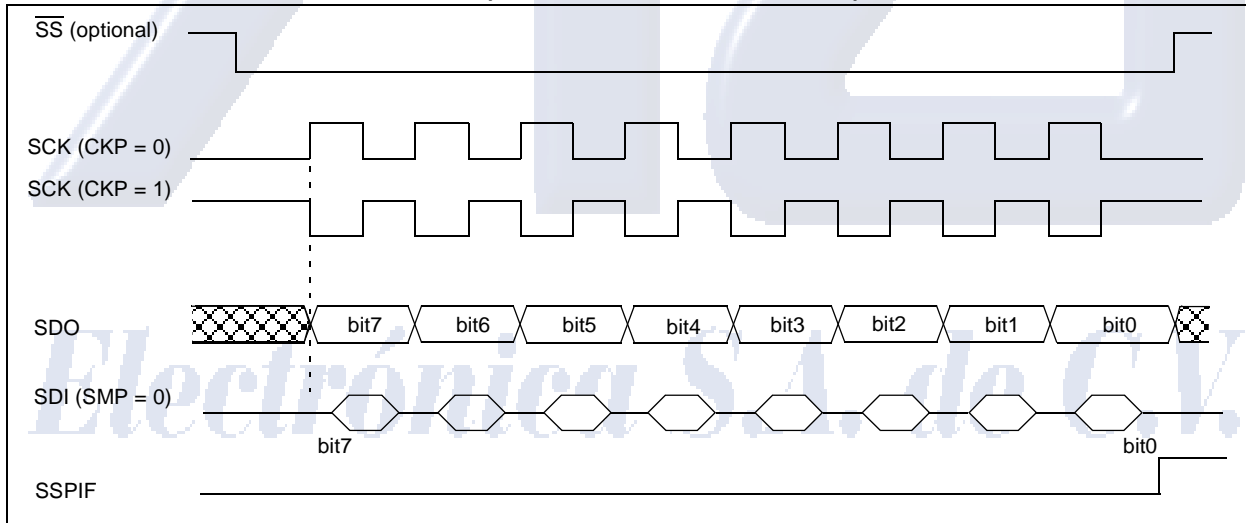 SS (optional)
SCK (CKP = 0)
SCK (CKP = 1)
SDO bit7 bit6 bit5 bit4 bit3 bit2 bit1 bit0
SDI (SMP = 0)
bit7 bit0
Electrónica S.A. de C.V.
SSPIF